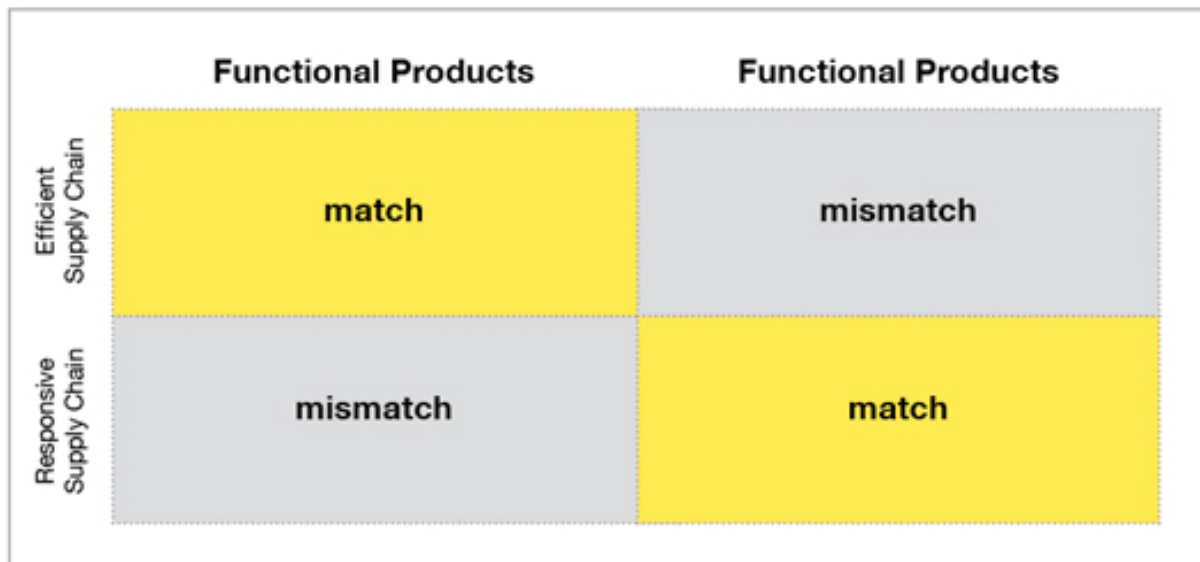 Functional Products
Functional Products
Efficient
Supply Chain
match
mismatch
Responsive
Supply Chain
mismatch
match